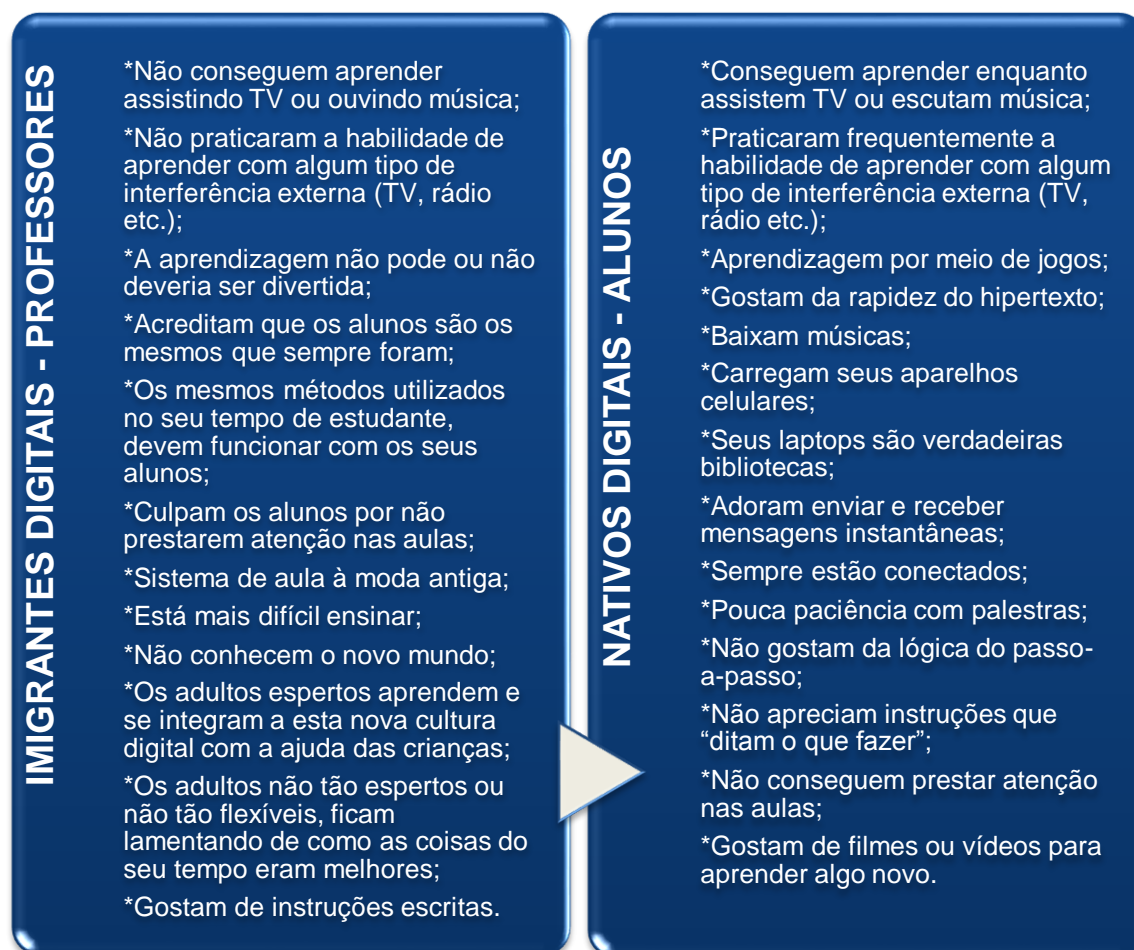 IMIGRANTES DIGITAIS - PROFESSORES
*Não conseguem aprender
assistindo TV ou ouvindo música;
*Não praticaram a habilidade de
aprender com algum tipo de
interferência externa (TV, rádio
etc.);
*A aprendizagem não pode ou não
deveria ser divertida;
*Acreditam que os alunos são os
mesmos que sempre foram;
*Os mesmos métodos utilizados
no seu tempo de estudante,
devem funcionar com os seus
alunos;
*Culpam os alunos por não
prestarem atenção nas aulas;
*Sistema de aula à moda antiga;
*Está mais difícil ensinar;
*Não conhecem o novo mundo;
*Os adultos espertos aprendem e
se integram a esta nova cultura
digital com a ajuda das crianças;
*Os adultos não tão espertos ou
não tão flexíveis, ficam
lamentando de como as coisas do
seu tempo eram melhores;
*Gostam de instruções escritas.
NATIVOS DIGITAIS - ALUNOS
*Conseguem aprender enquanto
assistem TV ou escutam música;
*Praticaram frequentemente a
habilidade de aprender com algum
tipo de interferência externa (TV,
rádio etc.);
*Aprendizagem por meio de jogos;
*Gostam da rapidez do hipertexto;
*Baixam músicas;
*Carregam seus aparelhos
celulares;
*Seus laptops são verdadeiras
bibliotecas;
*Adoram enviar e receber
mensagens instantâneas;
*Sempre estão conectados;
*Pouca paciência com palestras;
*Não gostam da lógica do passo-
a-passo;
*Não apreciam instruções que
“ditam o que fazer”;
*Não conseguem prestar atenção
nas aulas;
*Gostam de filmes ou vídeos para
aprender algo novo.